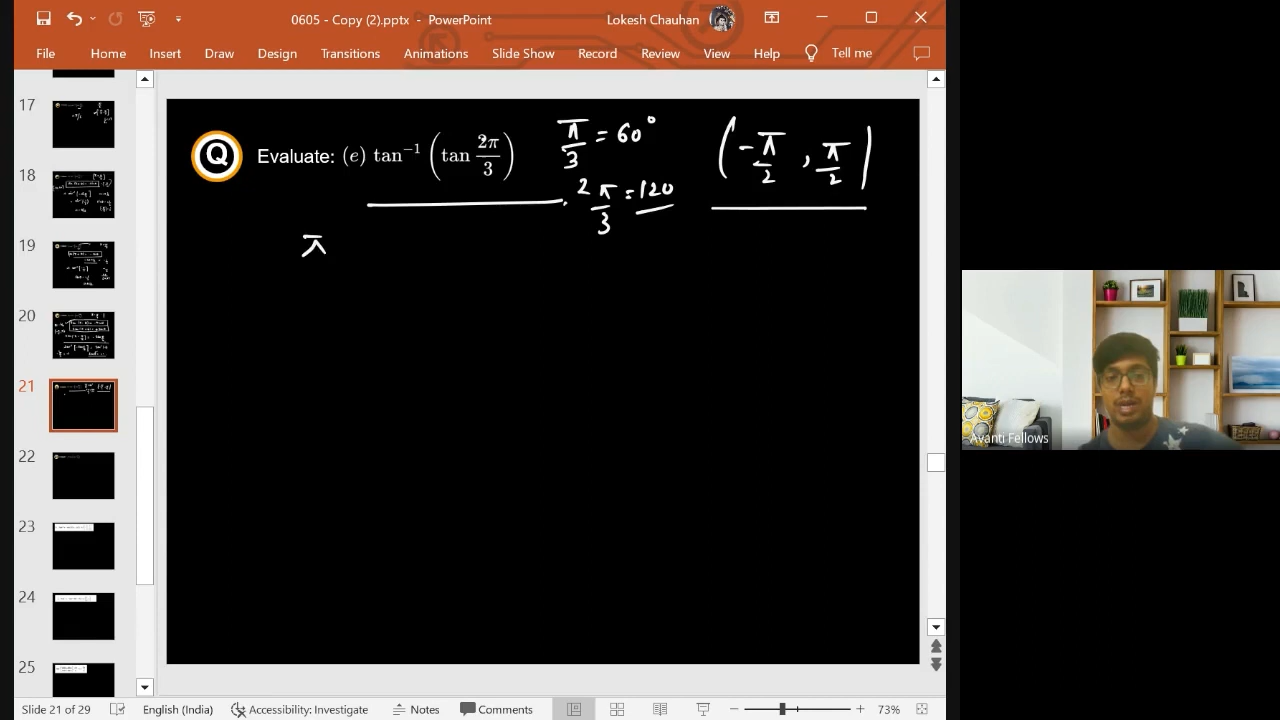 0605 - Copy (2).pptx - PowerPoint
Lokesh Chauhan
File Home Insert Draw Design Transitions Animations Slide Show Record Review View Help Tell me
17
18
19
20
21
22
23
24
25
Q Evaluate: (e) tan⁻¹ (tan 2π/3)
π/3 = 60°
2π/3 = 120
(-π/2, π/2)
π
Avanti Fellows
Slide 21 of 29 English (India) Accessibility: Investigate Notes Comments 73%